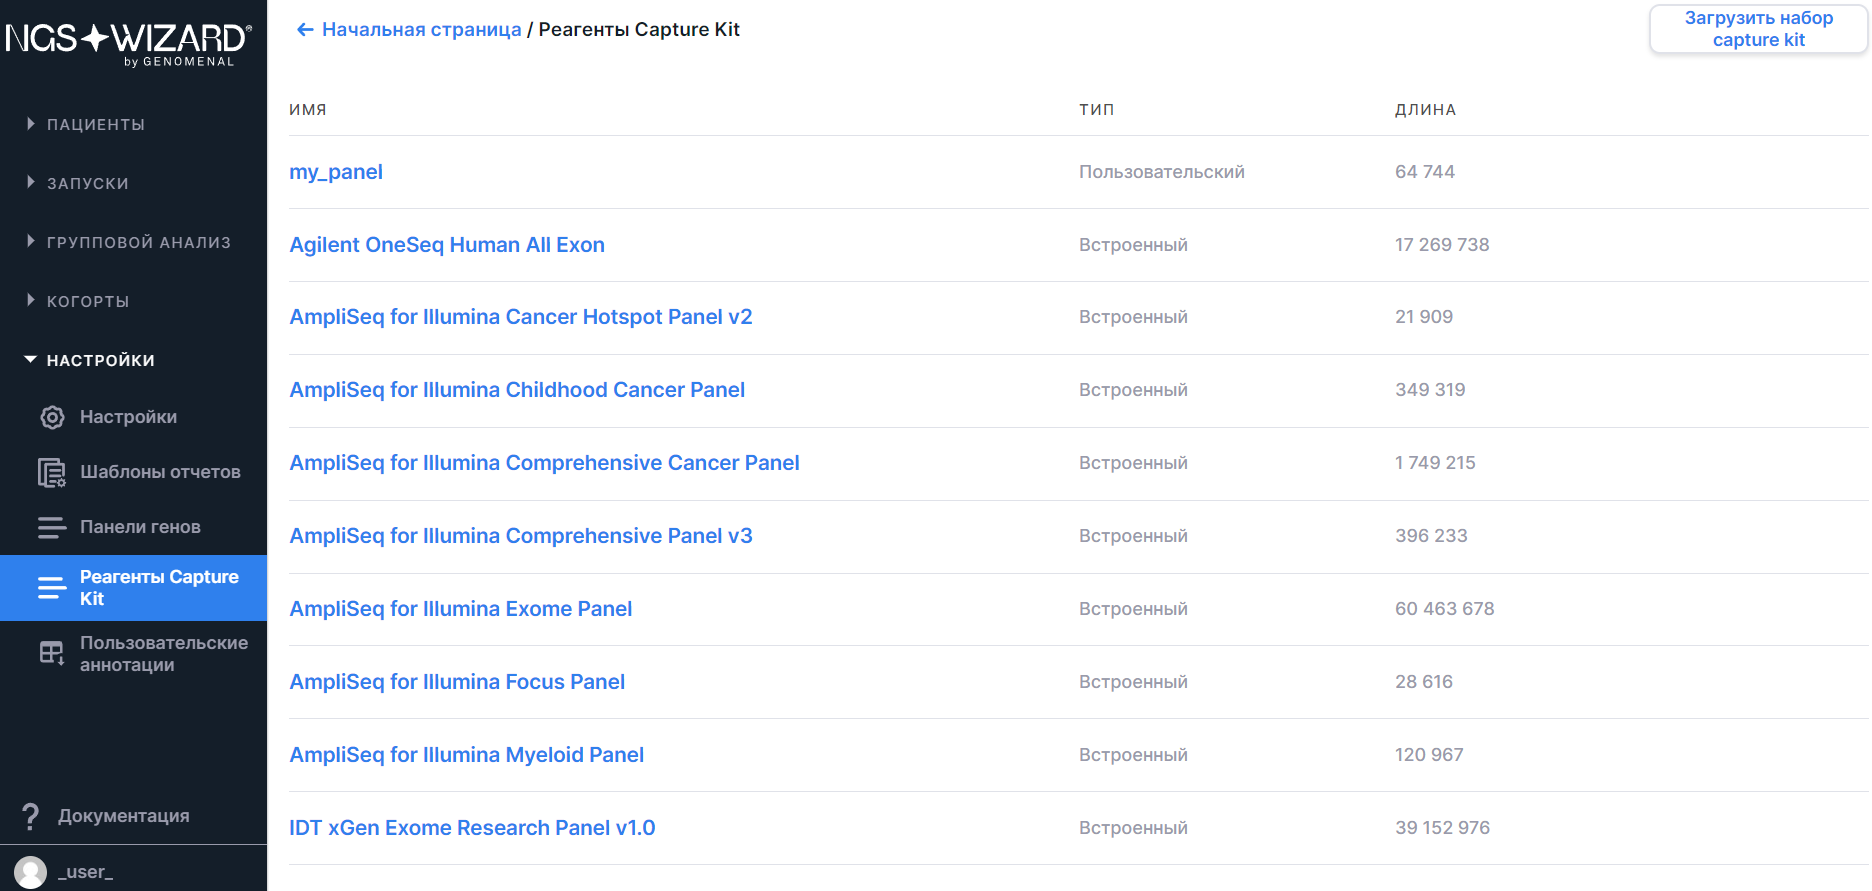 NGS WIZARD®
by GENOMENAL
ПАЦИЕНТЫ
ЗАПУСКИ
ГРУППОВОЙ АНАЛИЗ
КОГОРТЫ
НАСТРОЙКИ
Настройки
Шаблоны отчетов
Панели генов
Реагенты Capture
Kit
Пользовательские
аннотации
? Документация
_user_
← Начальная страница / Реагенты Capture Kit
Загрузить набор
capture kit
ИМЯ ТИП ДЛИНА
my_panel Пользовательский 64 744
Agilent OneSeq Human All Exon Встроенный 17 269 738
AmpliSeq for Illumina Cancer Hotspot Panel v2 Встроенный 21 909
AmpliSeq for Illumina Childhood Cancer Panel Встроенный 349 319
AmpliSeq for Illumina Comprehensive Cancer Panel Встроенный 1 749 215
AmpliSeq for Illumina Comprehensive Panel v3 Встроенный 396 233
AmpliSeq for Illumina Exome Panel Встроенный 60 463 678
AmpliSeq for Illumina Focus Panel Встроенный 28 616
AmpliSeq for Illumina Myeloid Panel Встроенный 120 967
IDT xGen Exome Research Panel v1.0 Встроенный 39 152 976